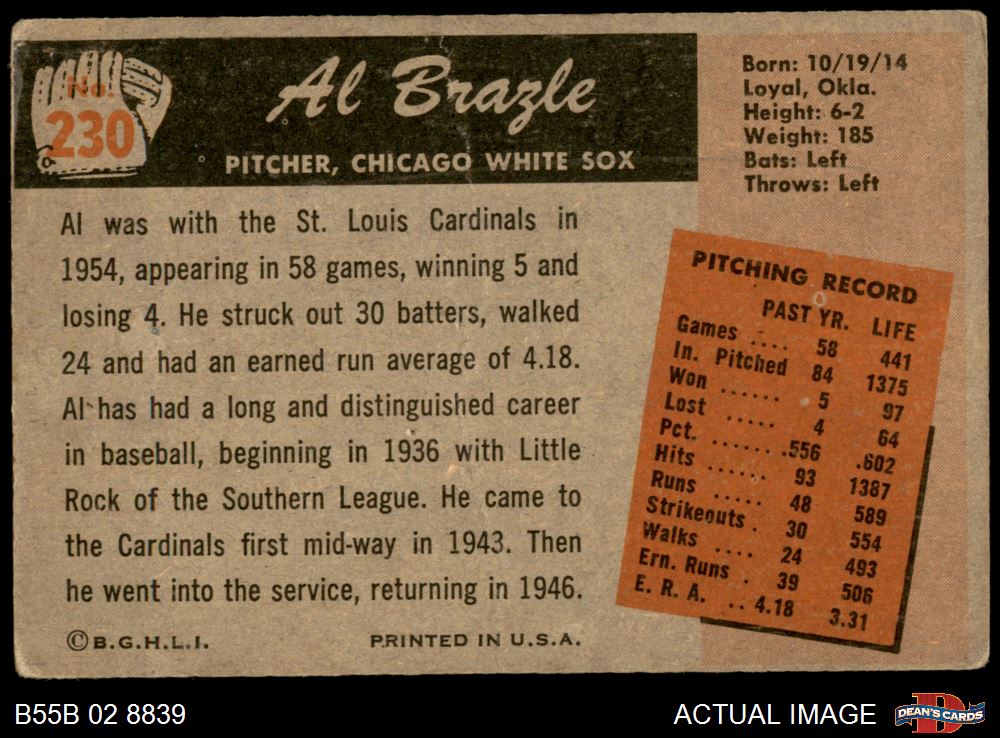 No.
230
Al Brazle
PITCHER, CHICAGO WHITE SOX
Born: 10/19/14
Loyal, Okla.
Height: 6-2
Weight: 185
Bats: Left
Throws: Left
Al was with the St. Louis Cardinals in
1954, appearing in 58 games, winning 5 and
losing 4. He struck out 30 batters, walked
24 and had an earned run average of 4.18.
Al has had a long and distinguished career
in baseball, beginning in 1936 with Little
Rock of the Southern League. He came to
the Cardinals first mid-way in 1943. Then
he went into the service, returning in 1946.
©B.G.H.L.I. PRINTED IN U.S.A.
PITCHING RECORD
PAST YR. LIFE
Games .... 58 441
In. Pitched 84 1375
Won ...... 5 97
Lost ..... 4 64
Pct. ...... .556 .602
Hits ...... 93 1387
Runs ..... 48 589
Strikeouts . 30 554
Walks .... 24 493
Ern. Runs . 39 506
E. R. A. .. 4.18 3.31
B55B 02 8839
ACTUAL IMAGE
D
DEAN'S CARDS